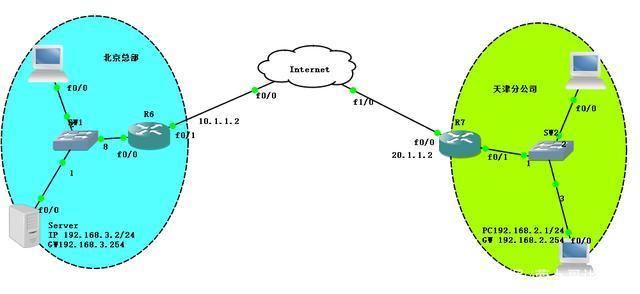 北京总部
f0/0
SW1
8
f0/0
R6
f0/1
10.1.1.2
1
f0/0
Server
IP 192.168.3.2/24
GW192.168.3.254
Internet
f0/0
f1/0
天津分公司
f0/0
R7
f0/0
20.1.1.2
f0/1
SW2
1
2
3
PC192.168.2.1/24
GW 192.168.2.254
f0/0